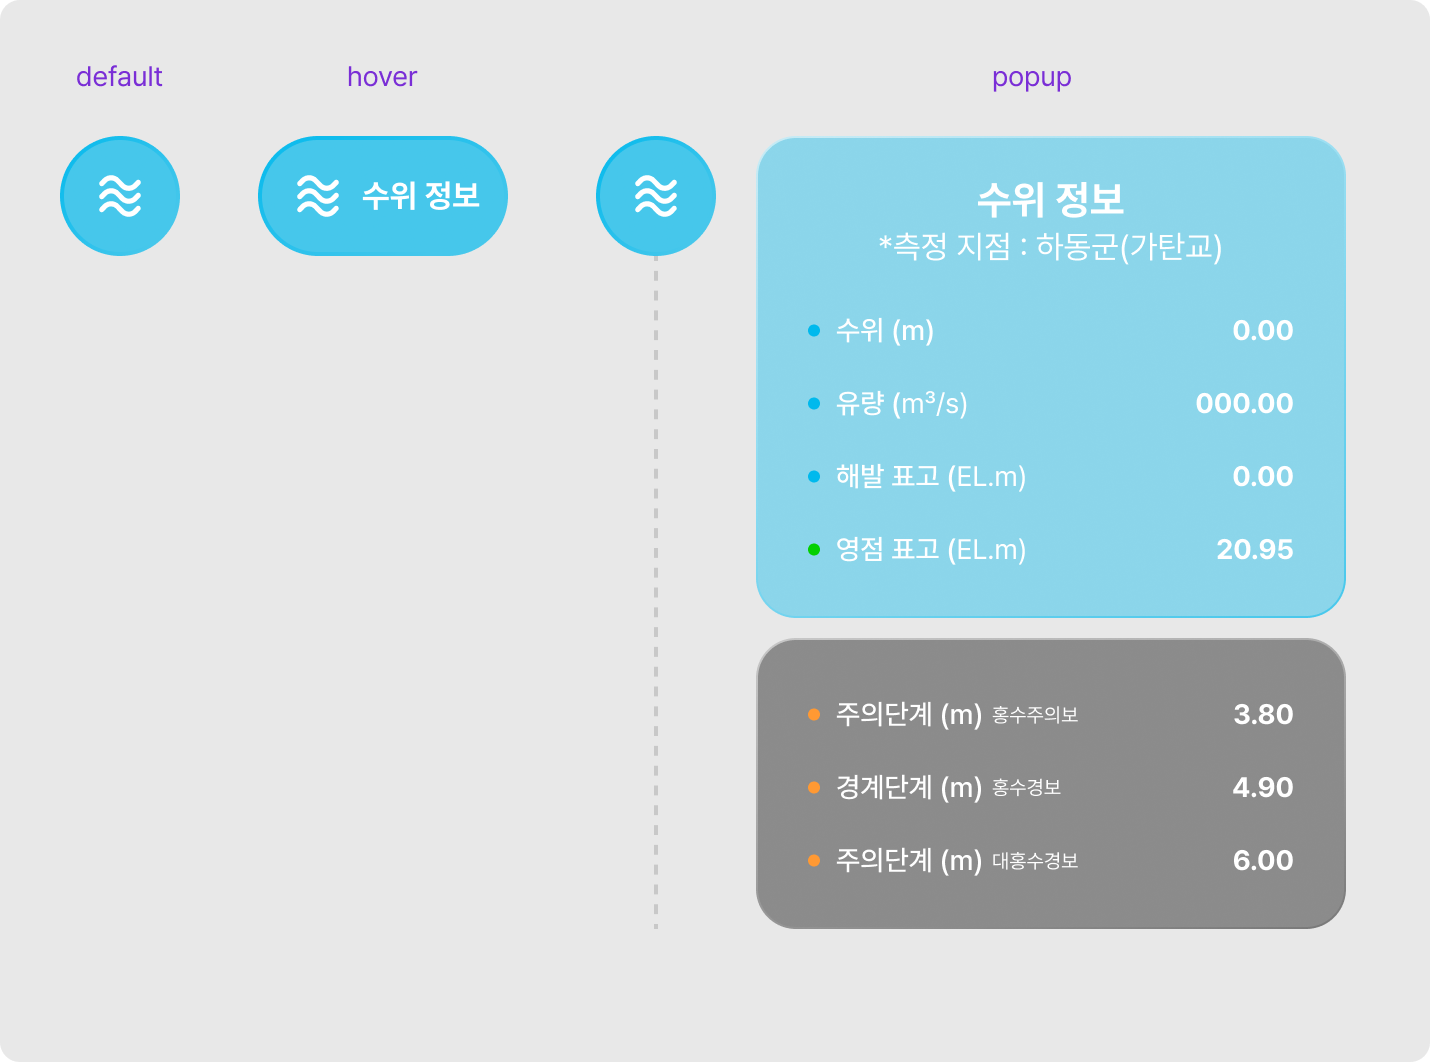 default
hover
popup
수위 정보
수위 정보
*측정 지점 : 하동군(가탄교)
수위 (m) 0.00
유량 (m³/s) 000.00
해발 표고 (EL.m) 0.00
영점 표고 (EL.m) 20.95
주의단계 (m) 홍수주의보 3.80
경계단계 (m) 홍수경보 4.90
주의단계 (m) 대홍수경보 6.00